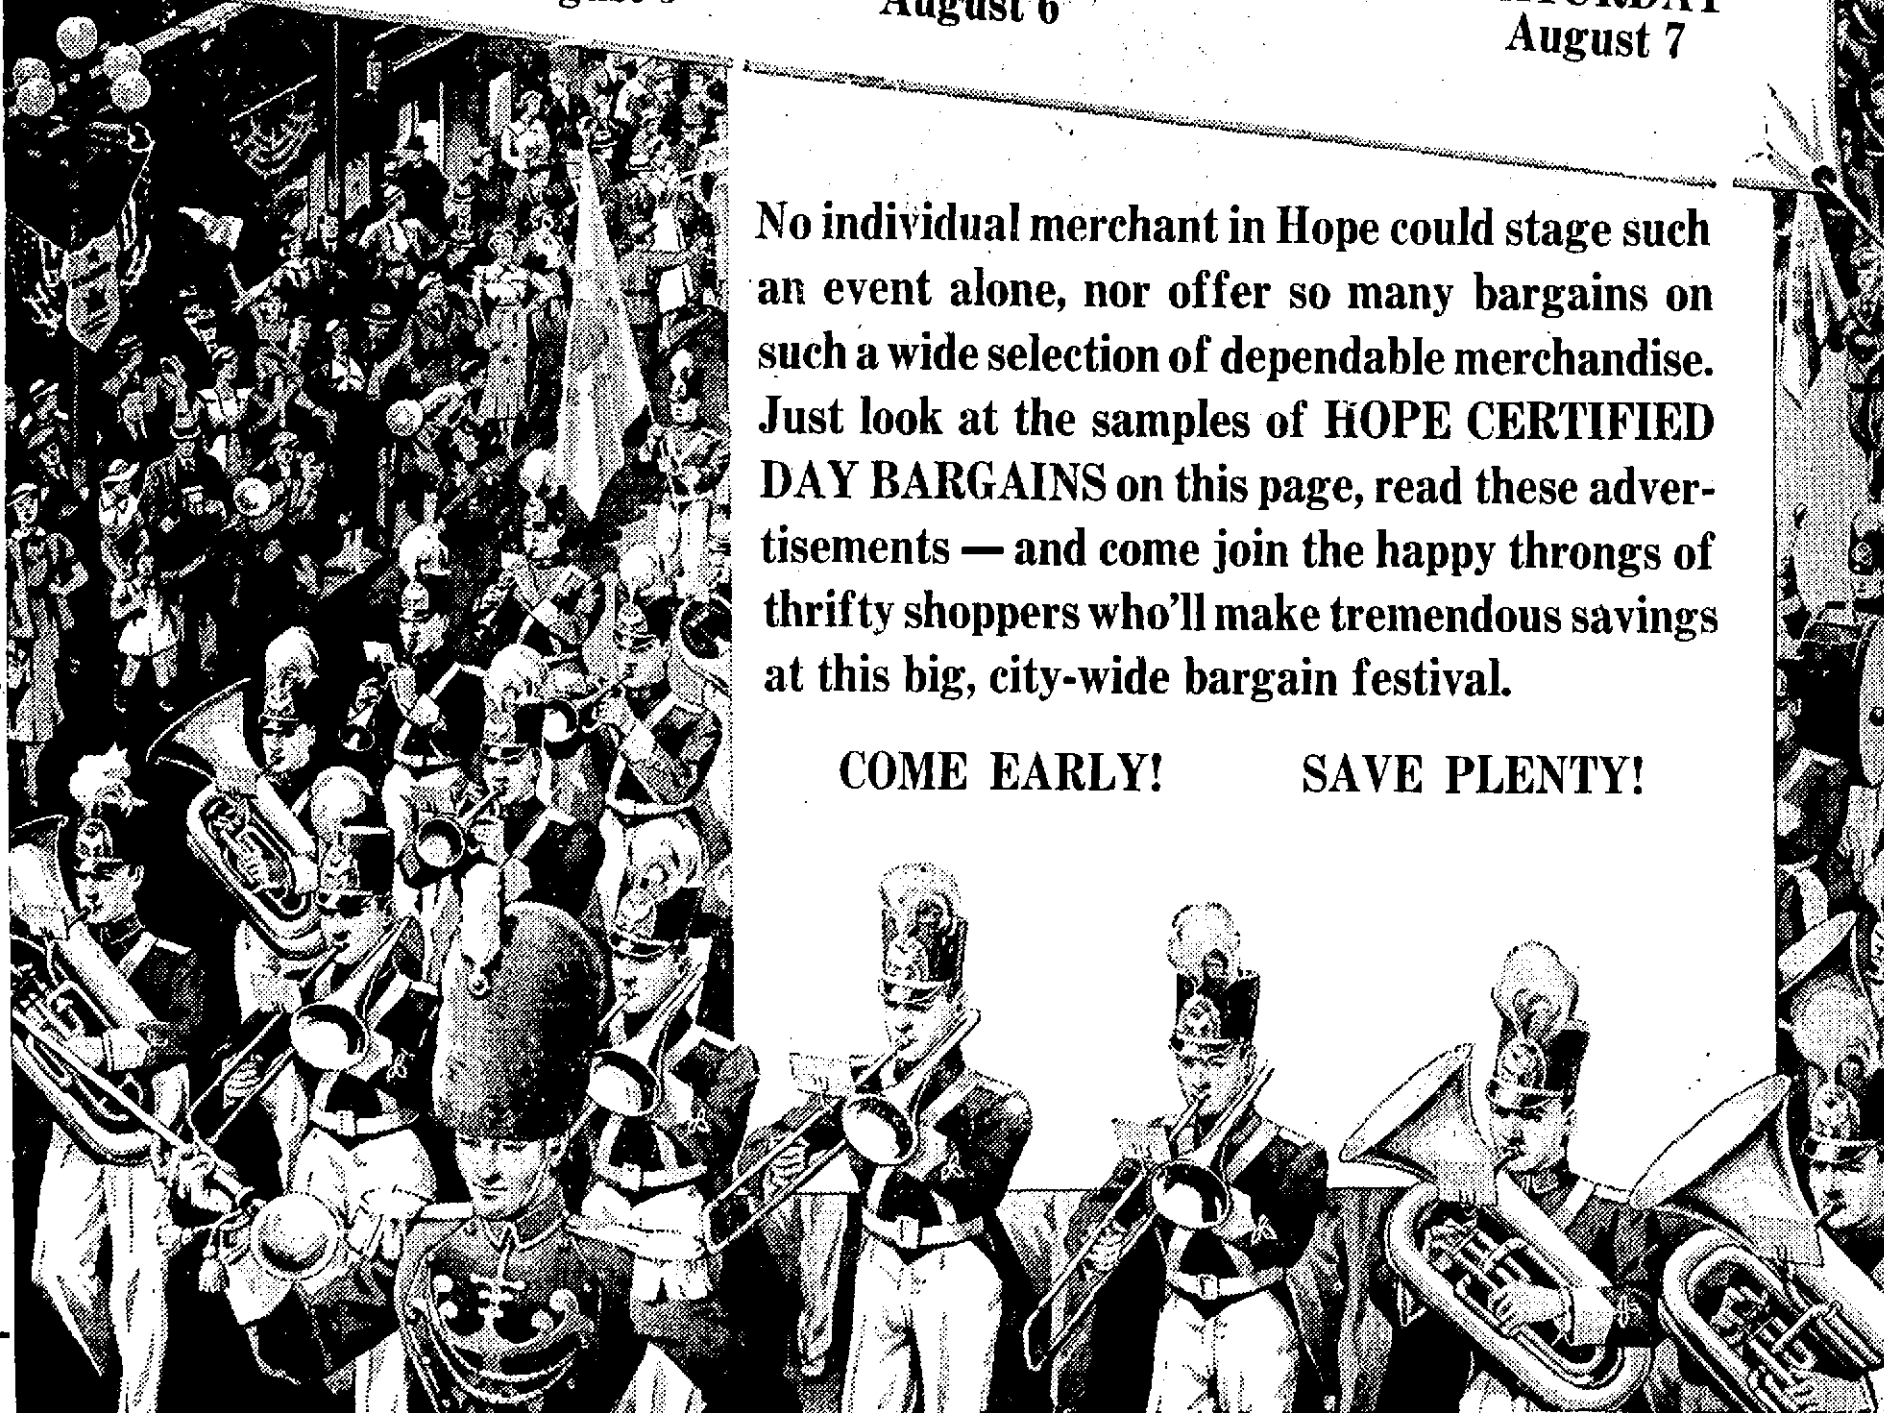 August 6
August 7
No individual merchant in Hope could stage such
an event alone, nor offer so many bargains on
such a wide selection of dependable merchandise.
Just look at the samples of HOPE CERTIFIED
DAY BARGAINS on this page, read these adver-
tisements — and come join the happy throngs of
thrifty shoppers who'll make tremendous savings
at this big, city-wide bargain festival.
COME EARLY! SAVE PLENTY!